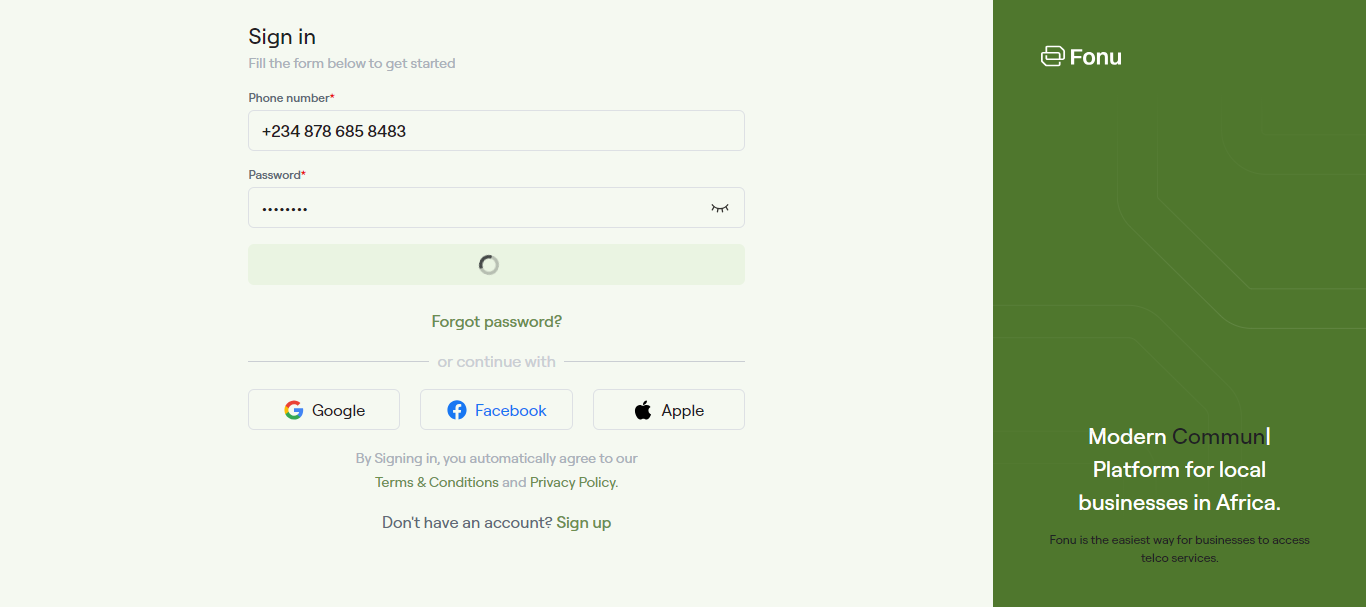 Sign in
Fill the form below to get started
Phone number*
+234 878 685 8483
Password*
••••••••
Forgot password?
or continue with
Google
Facebook
Apple
By Signing in, you automatically agree to our
Terms & Conditions and Privacy Policy.
Don't have an account? Sign up
Fonu
Modern Commun|
Platform for local
businesses in Africa.
Fonu is the easiest way for businesses to access
telco services.